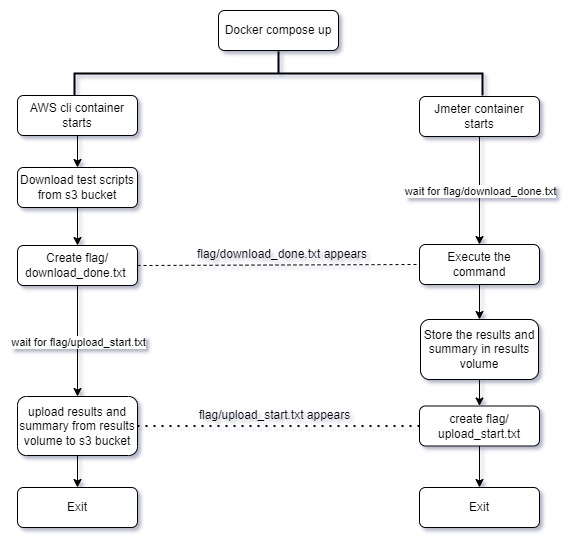 Docker compose up
AWS cli container
starts
Jmeter container
starts
Download test scripts
from s3 bucket
wait for flag/download_done.txt
Create flag/
download_done.txt
flag/download_done.txt appears
Execute the
command
wait for flag/upload_start.txt
Store the results and
summary in results
volume
upload results and
summary from results
volume to s3 bucket
flag/upload_start.txt appears
create flag/
upload_start.txt
Exit
Exit